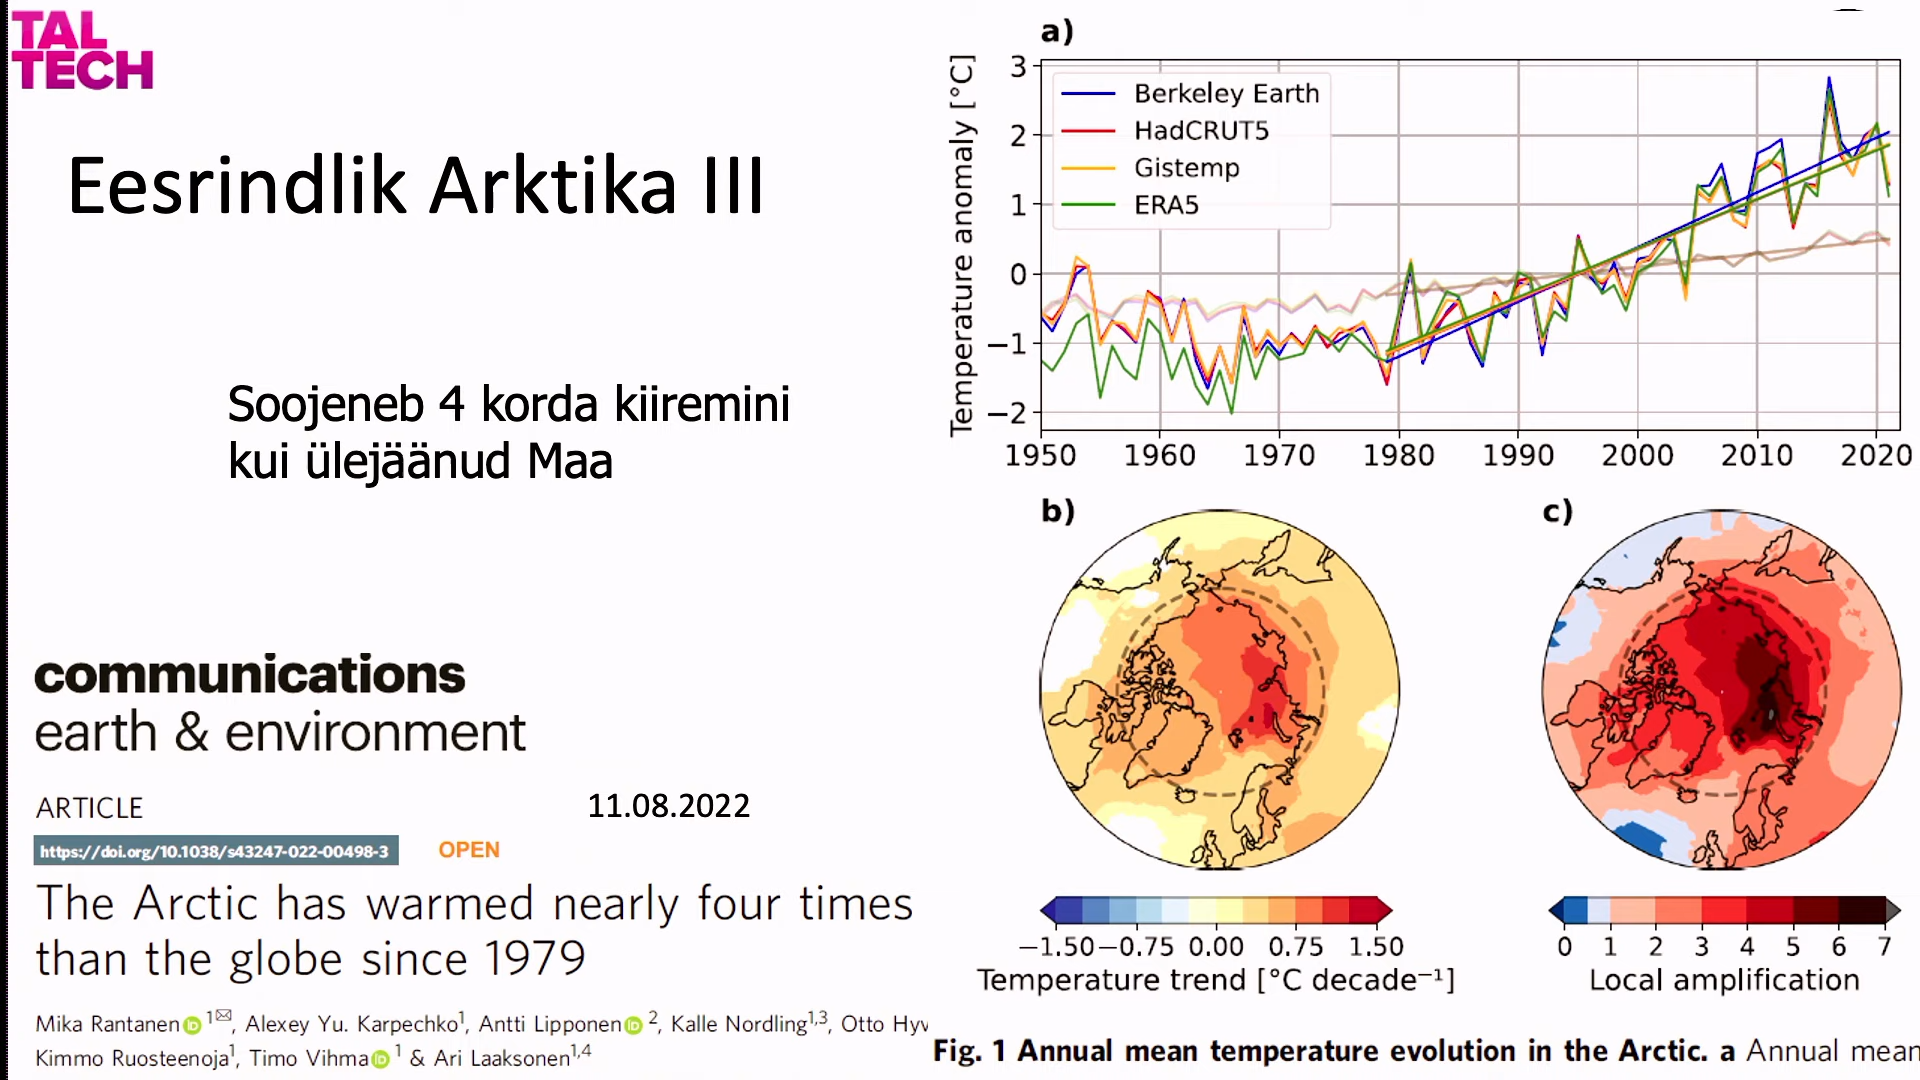 TAL
TECH
Eesrindlik Arktika III
Soojeneb 4 korda kiiremini
kui ülejäänud Maa
communications
earth & environment
ARTICLE
11.08.2022
https://doi.org/10.1038/s43247-022-00498-3
OPEN
The Arctic has warmed nearly four times
than the globe since 1979
Mika Rantanen 1✉, Alexey Yu. Karpechko1, Antti Lipponen 2, Kalle Nordling1,3, Otto
Kimmo Ruosteenoja1, Timo Vihma 1 & Ari Laaksonen1,4
a)
Temperature anomaly [°C]
3
2
1
0
−1
−2
Berkeley Earth
HadCRUT5
Gistemp
ERA5
1950 1960 1970 1980 1990 2000 2010 2020
b)
−1.50 −0.75 0.00 0.75 1.50
Temperature trend [°C decade⁻¹]
c)
0 1 2 3 4 5 6 7
Local amplification
Fig. 1 Annual mean temperature evolution in the Arctic. a Annual mean